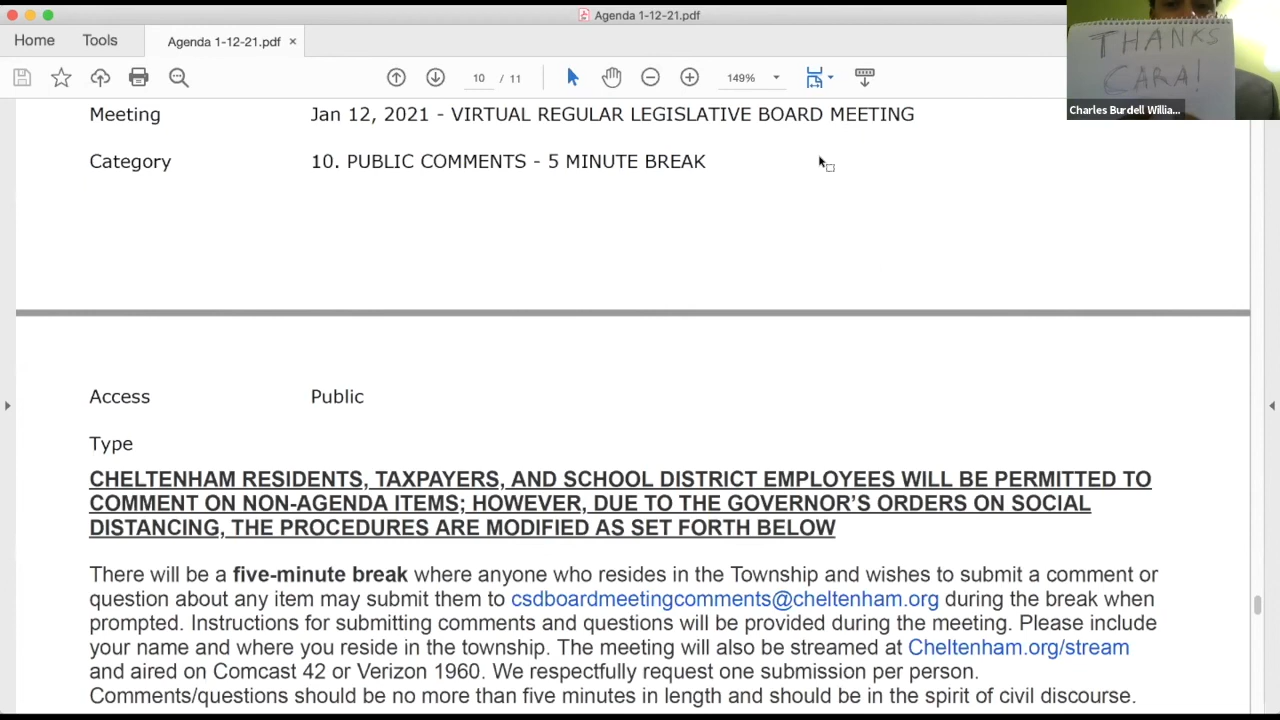 Agenda 1-12-21.pdf
Home
Tools
Agenda 1-12-21.pdf ×
10 / 11
149%
THANKS
CARA!
Charles Burdell Willia...
Meeting
Jan 12, 2021 - VIRTUAL REGULAR LEGISLATIVE BOARD MEETING
Category
10. PUBLIC COMMENTS - 5 MINUTE BREAK
Access
Public
Type
CHELTENHAM RESIDENTS, TAXPAYERS, AND SCHOOL DISTRICT EMPLOYEES WILL BE PERMITTED TO
COMMENT ON NON-AGENDA ITEMS; HOWEVER, DUE TO THE GOVERNOR’S ORDERS ON SOCIAL
DISTANCING, THE PROCEDURES ARE MODIFIED AS SET FORTH BELOW
There will be a five-minute break where anyone who resides in the Township and wishes to submit a comment or
question about any item may submit them to csdboardmeetingcomments@cheltenham.org during the break when
prompted. Instructions for submitting comments and questions will be provided during the meeting. Please include
your name and where you reside in the township. The meeting will also be streamed at Cheltenham.org/stream
and aired on Comcast 42 or Verizon 1960. We respectfully request one submission per person.
Comments/questions should be no more than five minutes in length and should be in the spirit of civil discourse.